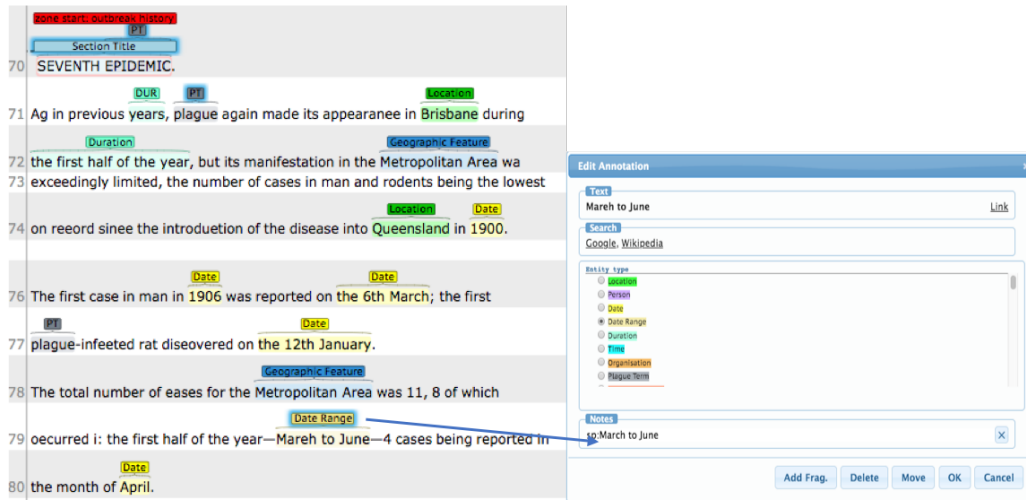 zone start: outbreak history
PT
Section Title
70 SEVENTH EPIDEMIC.
DUR PT Location
71 Ag in previous years, plague again made its appearanee in Brisbane during
Duration Geographic Feature
72 the first half of the year, but its manifestation in the Metropolitan Area wa
73 exceedingly limited, the number of cases in man and rodents being the lowest
Location Date
74 on reeord sinee the introduetion of the disease into Queensland in 1900.
Date Date
76 The first case in man in 1906 was reported on the 6th March; the first
PT Date
77 plague-infeeted rat diseovered on the 12th January.
Geographic Feature
78 The total number of eases for the Metropolitan Area was 11, 8 of which
Date Range
79 oecurred i: the first half of the year—Mareh to June—4 cases being reported in
Date
80 the month of April.
Edit Annotation
Text
Mareh to June Link
Search
Google, Wikipedia
Entity type
Location
Person
Date
Date Range
Duration
Time
Organisation
Plague Term
Notes
sp:March to June X
Add Frag. Delete Move OK Cancel